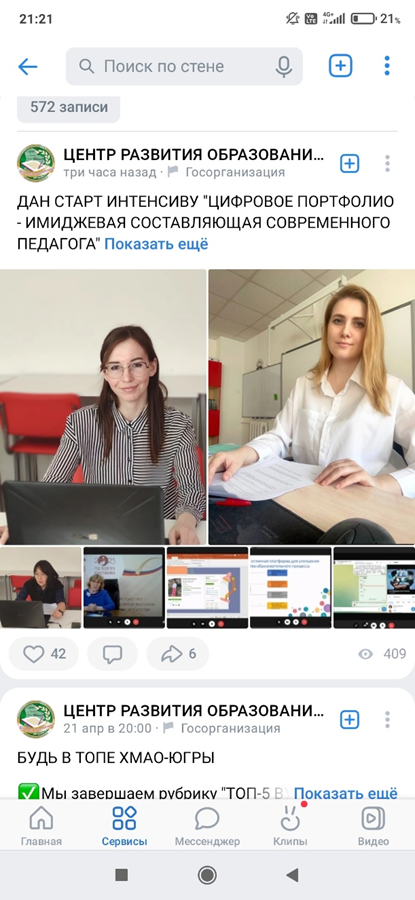 21:21
4G+
21%
Поиск по стене
572 записи
ЦЕНТР РАЗВИТИЯ ОБРАЗОВАНИ...
три часа назад · Госорганизация
ДАН СТАРТ ИНТЕНСИВУ "ЦИФРОВОЕ ПОРТФОЛИО
- ИМИДЖЕВАЯ СОСТАВЛЯЮЩАЯ СОВРЕМЕННОГО
ПЕДАГОГА" Показать ещё
42
6
409
ЦЕНТР РАЗВИТИЯ ОБРАЗОВАНИ...
21 апр в 20:00 · Госорганизация
БУДЬ В ТОПЕ ХМАО-ЮГРЫ
Мы завершаем рубрику "ТОП-5 В Показать ещё
Главная
Сервисы
Мессенджер
Клипы
Видео